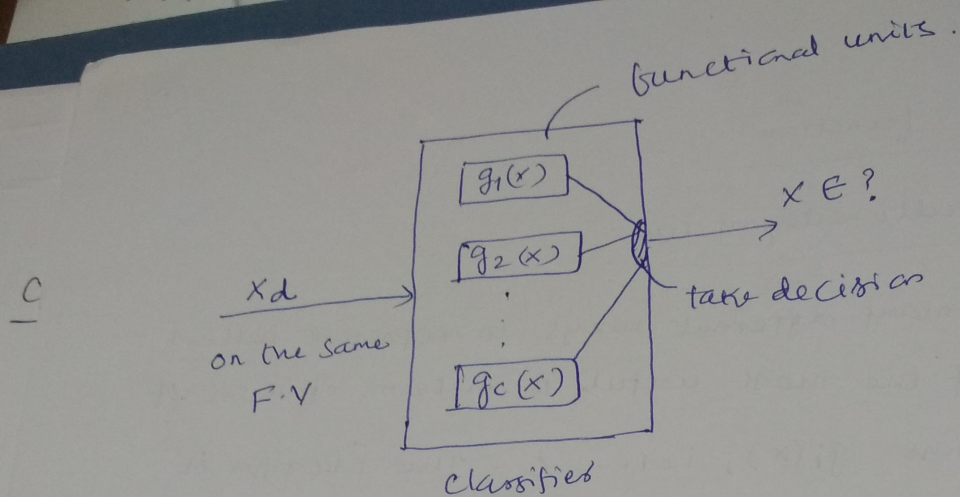 functional units.
g1(x)
x ∈ ?
g2(x)
C
xd
take decision
on the same
F.V
gc(x)
classifier